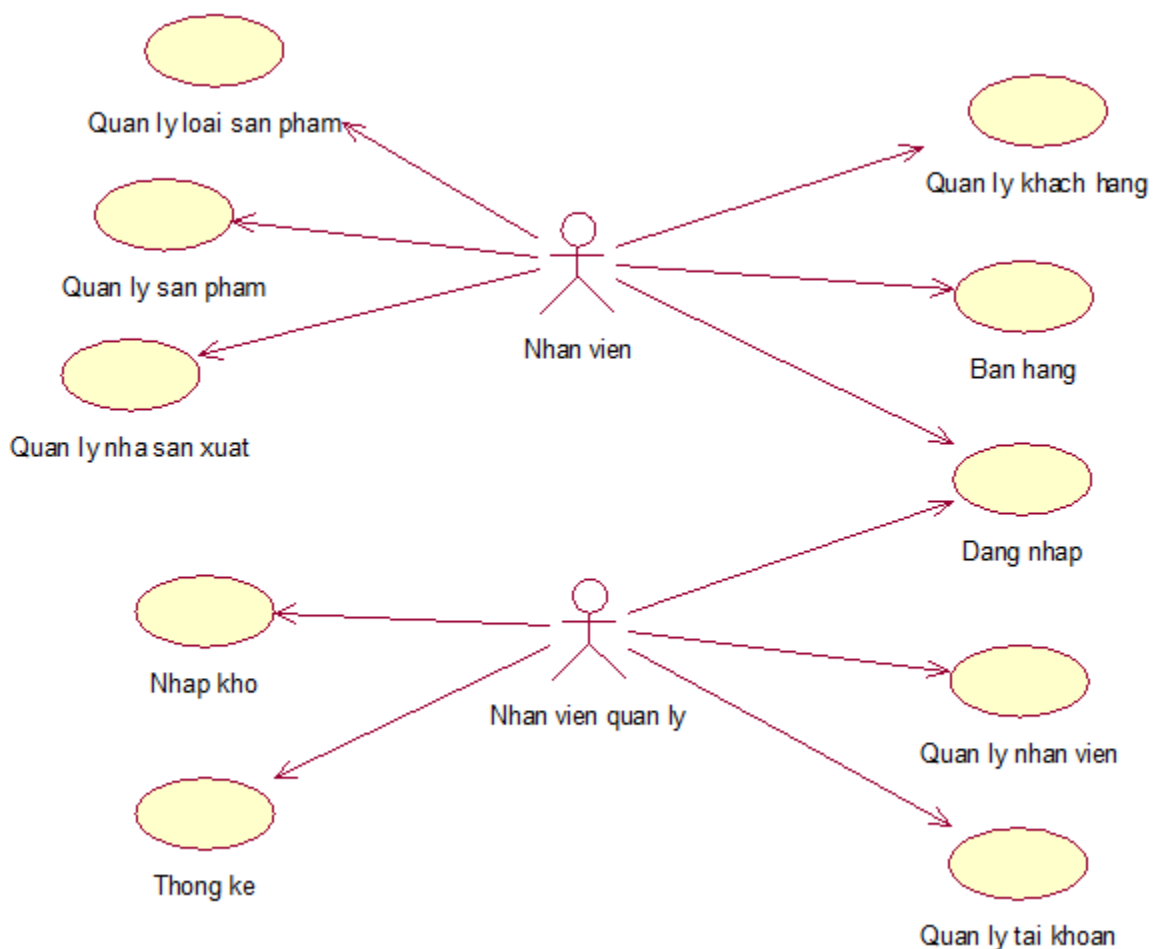 Quan ly loai san pham
Quan ly khach hang
Quan ly san pham
Nhan vien
Ban hang
Quan ly nha san xuat
Dang nhap
Nhap kho
Nhan vien quan ly
Quan ly nhan vien
Thong ke
Quan ly tai khoan